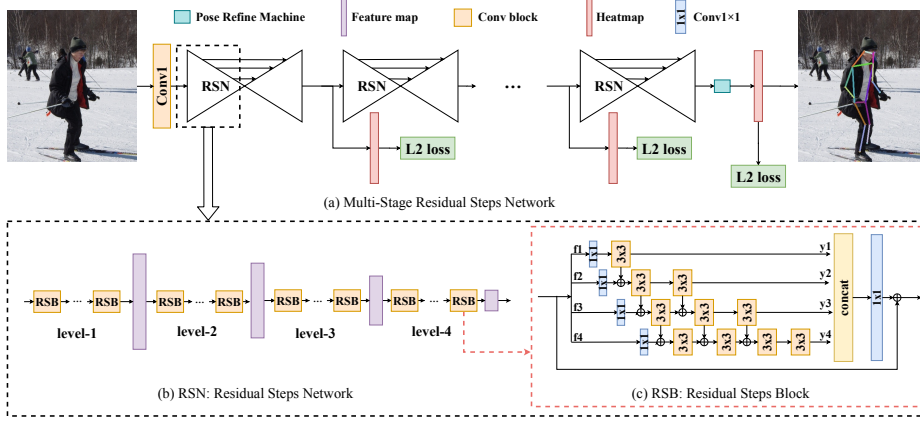 Pose Refine Machine
Feature map
Conv block
Heatmap
1x1
Conv1×1
Conv1
RSN
RSN
...
RSN
L2 loss
L2 loss
L2 loss
(a) Multi-Stage Residual Steps Network
RSB ... RSB RSB ... RSB RSB ... RSB RSB ... RSB
level-1 level-2 level-3 level-4
(b) RSN: Residual Steps Network
f1 1x1 3x3 y1
f2 1x1 3x3 3x3 y2
f3 1x1 3x3 3x3 3x3 y3
f4 1x1 3x3 3x3 3x3 3x3 y4
concat
1x1
(c) RSB: Residual Steps Block